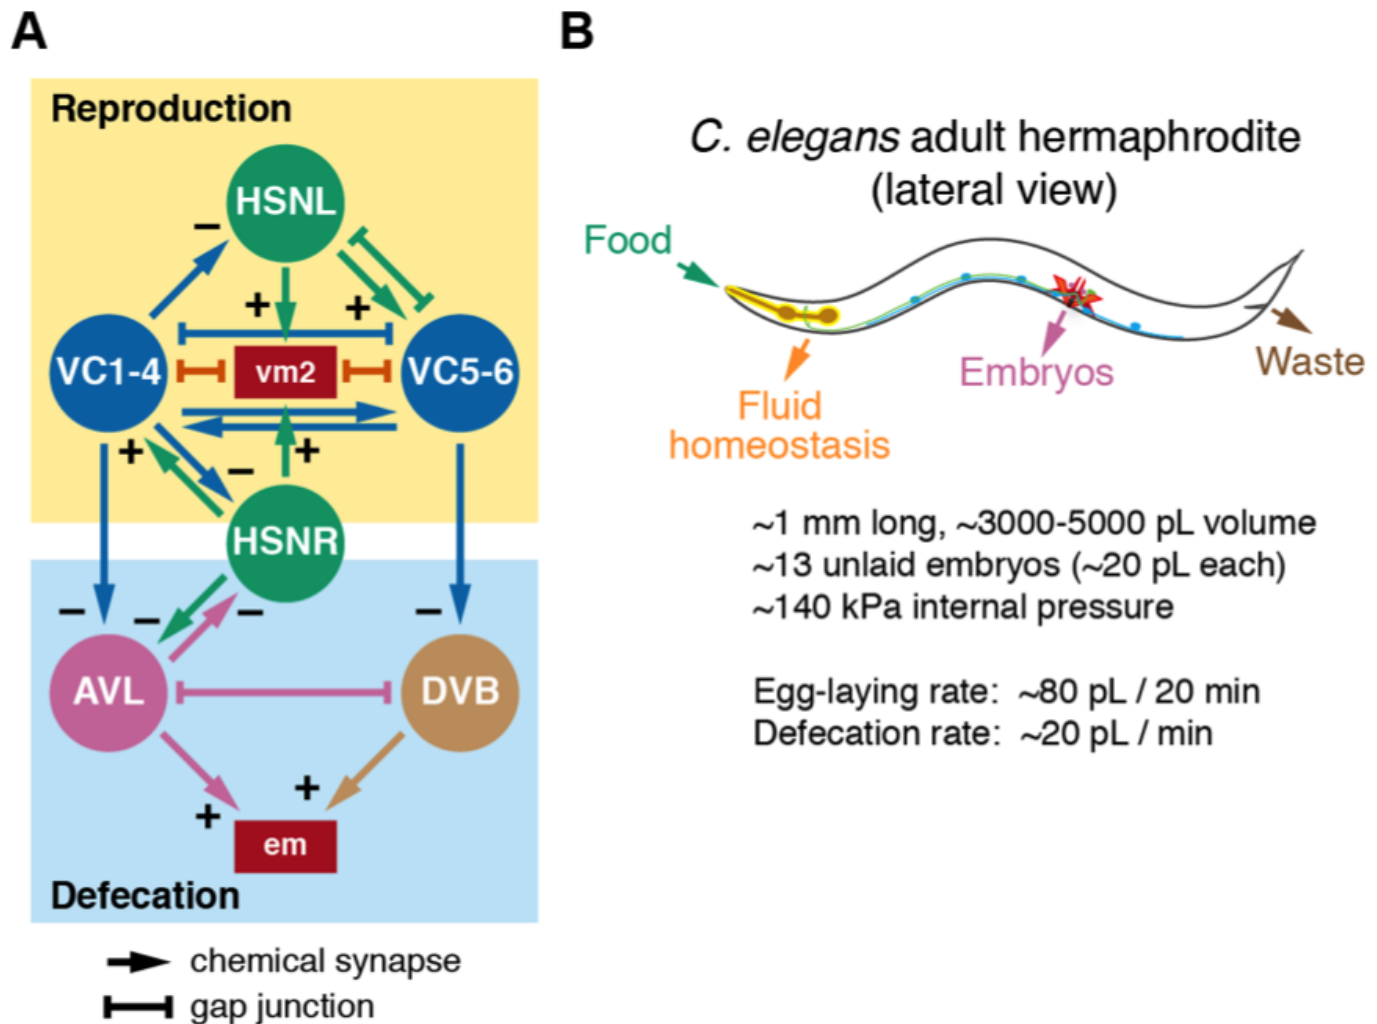 A
Reproduction
HSNL
−
+
+
VC1-4
vm2
VC5-6
+
−
+
HSNR
−
−
−
−
AVL
DVB
+
+
em
Defecation
chemical synapse
gap junction
B
C. elegans adult hermaphrodite
(lateral view)
Food
Embryos
Waste
Fluid
homeostasis
~1 mm long, ~3000-5000 pL volume
~13 unlaid embryos (~20 pL each)
~140 kPa internal pressure
Egg-laying rate: ~80 pL / 20 min
Defecation rate: ~20 pL / min